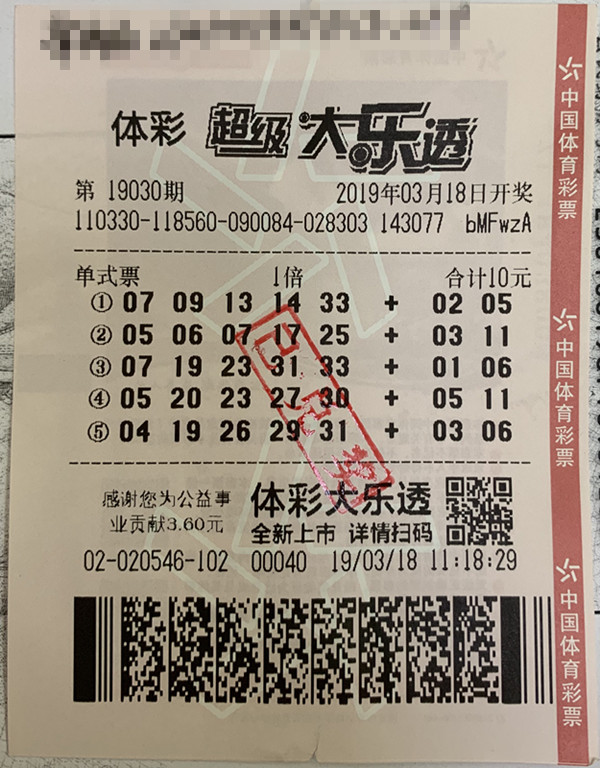 体彩 超级大乐透
第 19030期 2019年03月18日开奖
110330-118560-090084-028303 143077 bMFwzA
单式票 1倍 合计10元
① 07 09 13 14 33 + 02 05
② 05 06 07 17 25 + 03 11
③ 07 19 23 31 33 + 01 06
④ 05 20 23 27 30 + 05 11
⑤ 04 19 26 29 31 + 03 06
已兑奖
感谢您为公益事
业贡献3.60元
体彩大乐透
全新上市 详情扫码
02-020546-102 00040 19/03/18 11:18:29
中国体育彩票
中国体育彩票
中国体育彩票